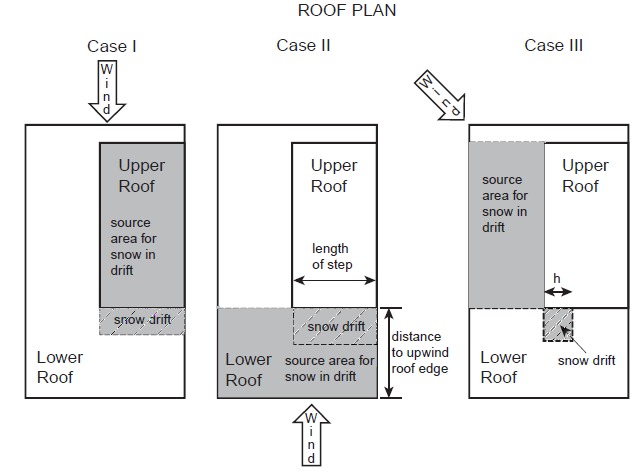 ROOF PLAN
Case I
Case II
Case III
Wind
Wind
Upper
Roof
source
area for
snow in
drift
snow drift
Lower
Roof
Upper
Roof
length
of step
snow drift
distance
to upwind
roof edge
Lower
Roof
source area for
snow in drift
Wind
source
area for
snow in
drift
Upper
Roof
h
Lower
Roof
snow drift